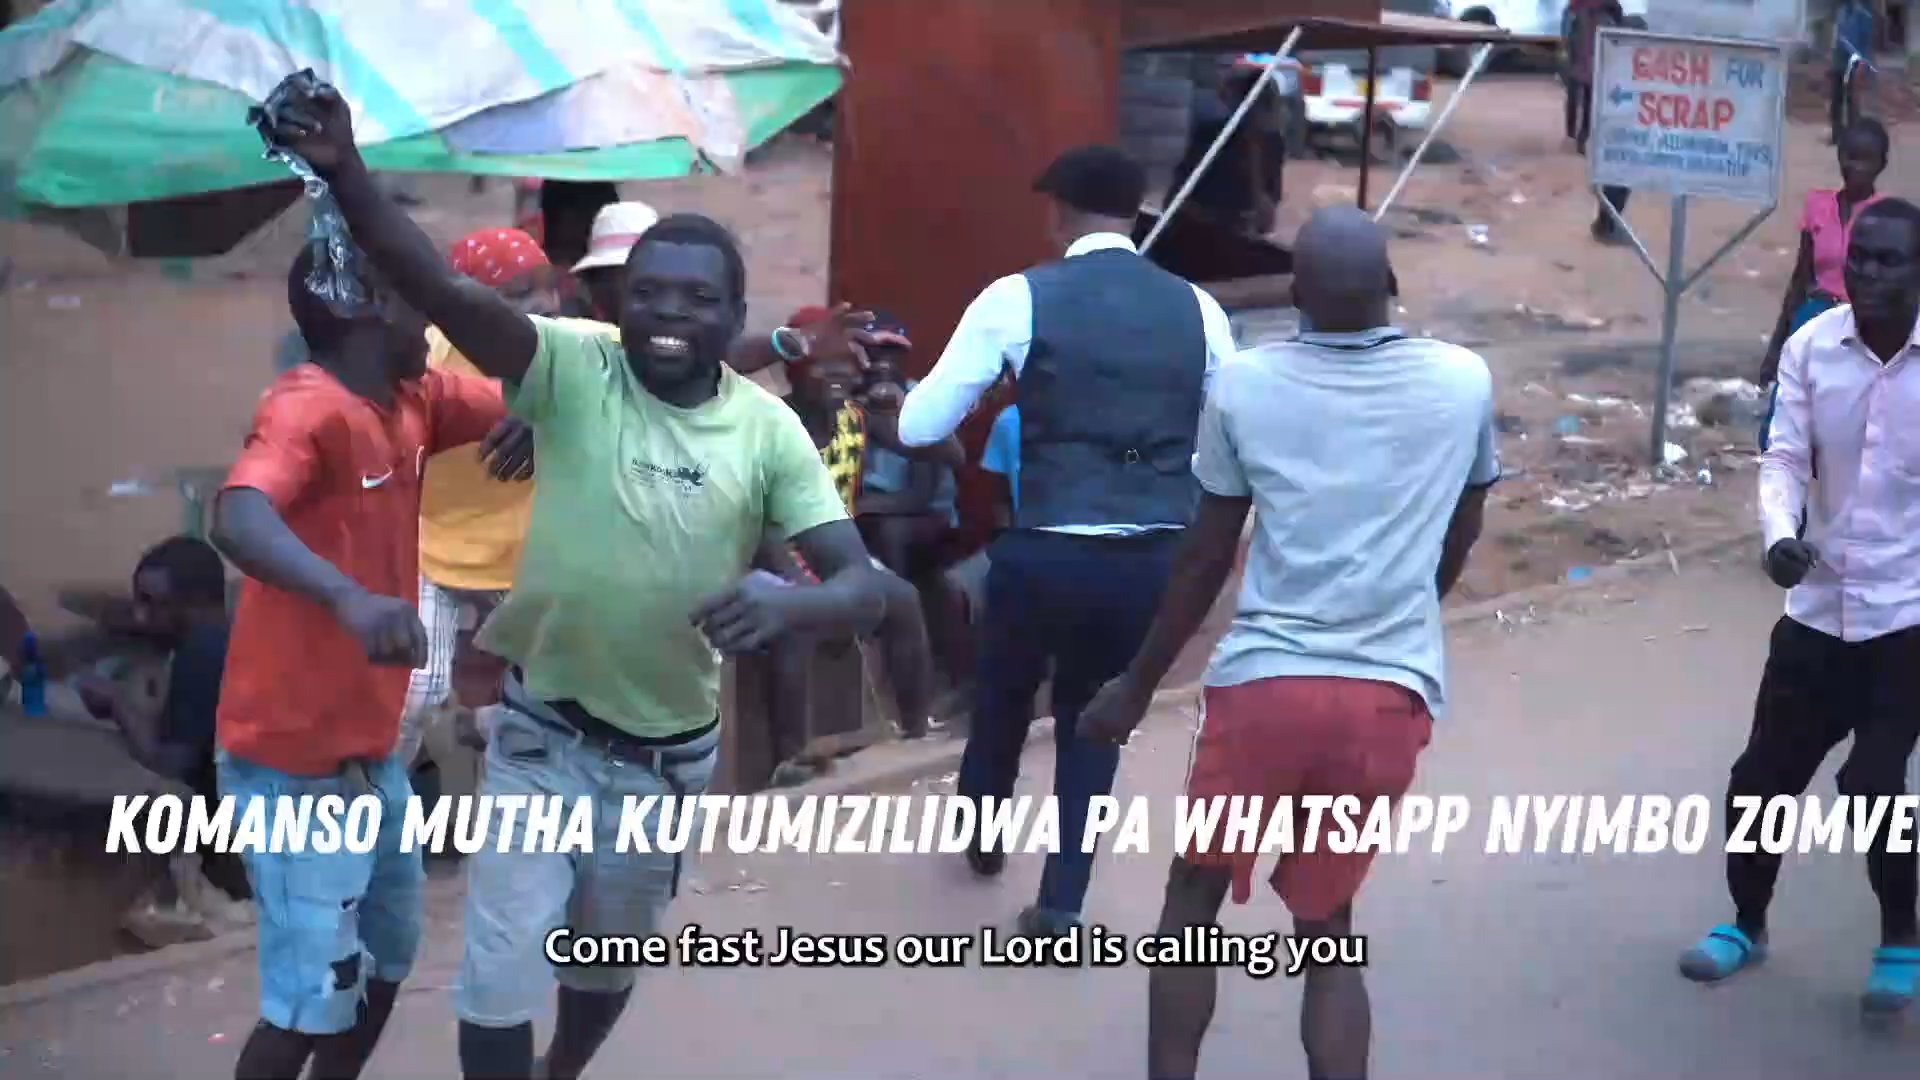 CASH FOR
SCRAP
KOMANSO MUTHA KUTUMIZILIDWA PA WHATSAPP NYIMBO ZOMVE
Come fast Jesus our Lord is calling you